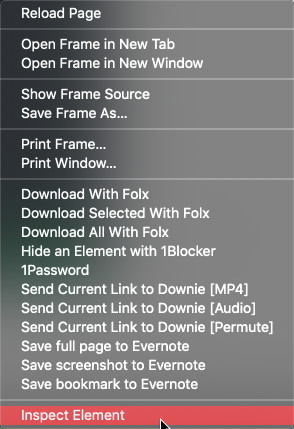 Reload Page
Open Frame in New Tab
Open Frame in New Window
Show Frame Source
Save Frame As...
Print Frame...
Print Window...
Download With Folx
Download Selected With Folx
Download All With Folx
Hide an Element with 1Blocker
1Password
Send Current Link to Downie [MP4]
Send Current Link to Downie [Audio]
Send Current Link to Downie [Permute]
Save full page to Evernote
Save screenshot to Evernote
Save bookmark to Evernote
Inspect Element